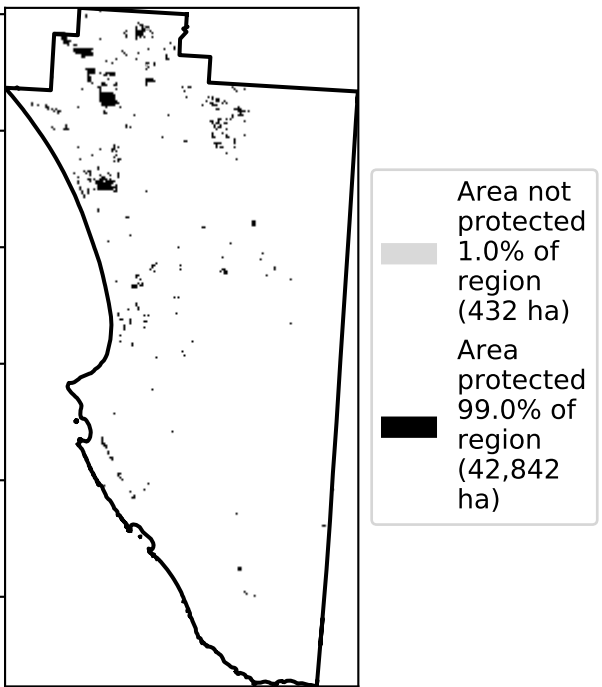 Area not
protected
1.0% of
region
(432 ha)
Area
protected
99.0% of
region
(42,842
ha)